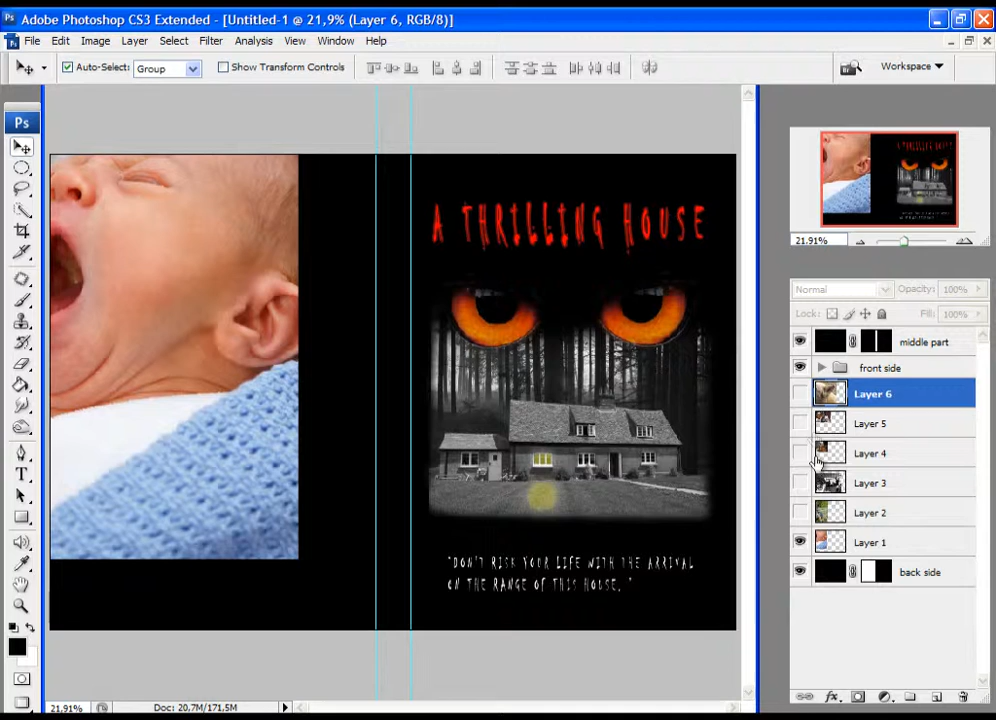 Adobe Photoshop CS3 Extended - [Untitled-1 @ 21,9% (Layer 6, RGB/8)]
File Edit Image Layer Select Filter Analysis View Window Help
Auto-Select: Group Show Transform Controls Workspace
Ps
A THRILLING HOUSE
"DON'T RISK YOUR LIFE WITH THE ARRIVAL
ON THE RANGE OF THIS HOUSE."
21.91%
Normal Opacity: 100%
Lock: Fill: 100%
middle part
front side
Layer 6
Layer 5
Layer 4
Layer 3
Layer 2
Layer 1
back side
21,91% Doc: 20,7M/171,5M